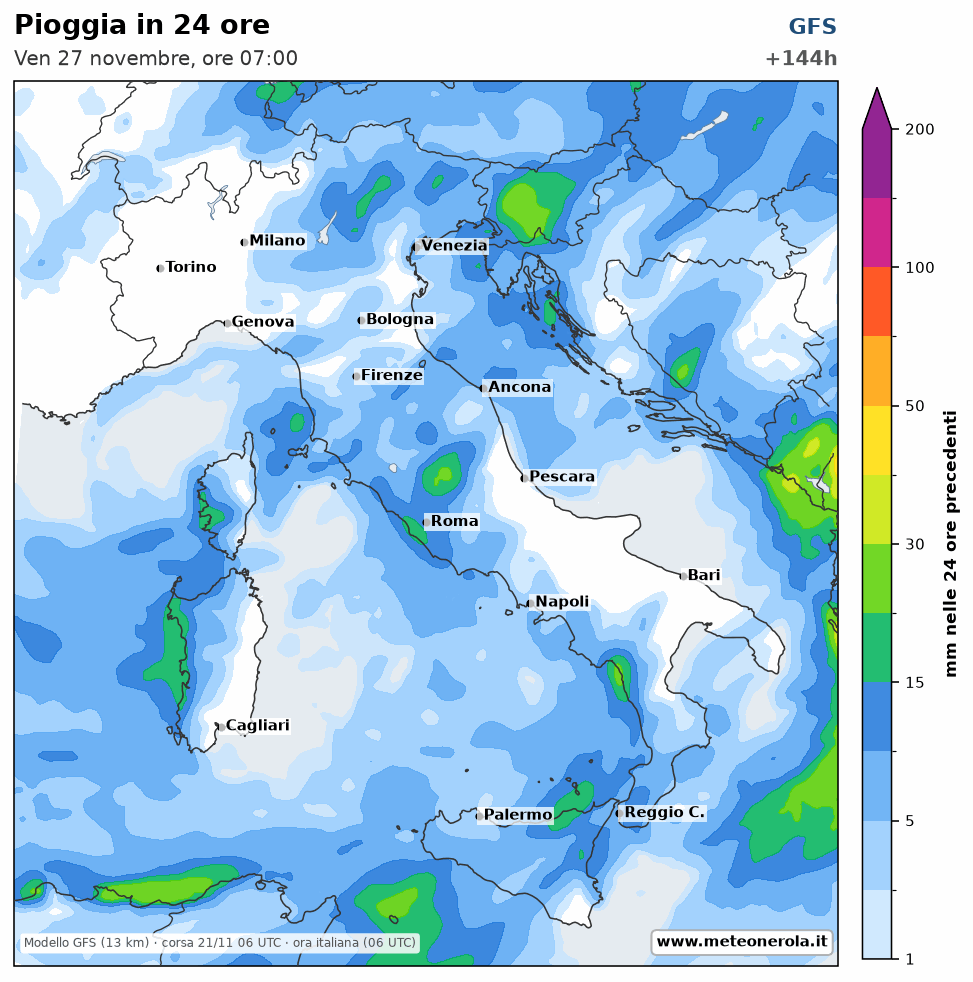 Pioggia in 24 ore
GFS
Ven 27 novembre, ore 07:00
+144h
200
100
50
30
15
5
1
mm nelle 24 ore precedenti
Milano
Venezia
Torino
Genova
Bologna
Firenze
Ancona
Pescara
Roma
Bari
Napoli
Cagliari
Palermo
Reggio C.
Modello GFS (13 km) · corsa 21/11 06 UTC · ora italiana (06 UTC)
www.meteonerola.it